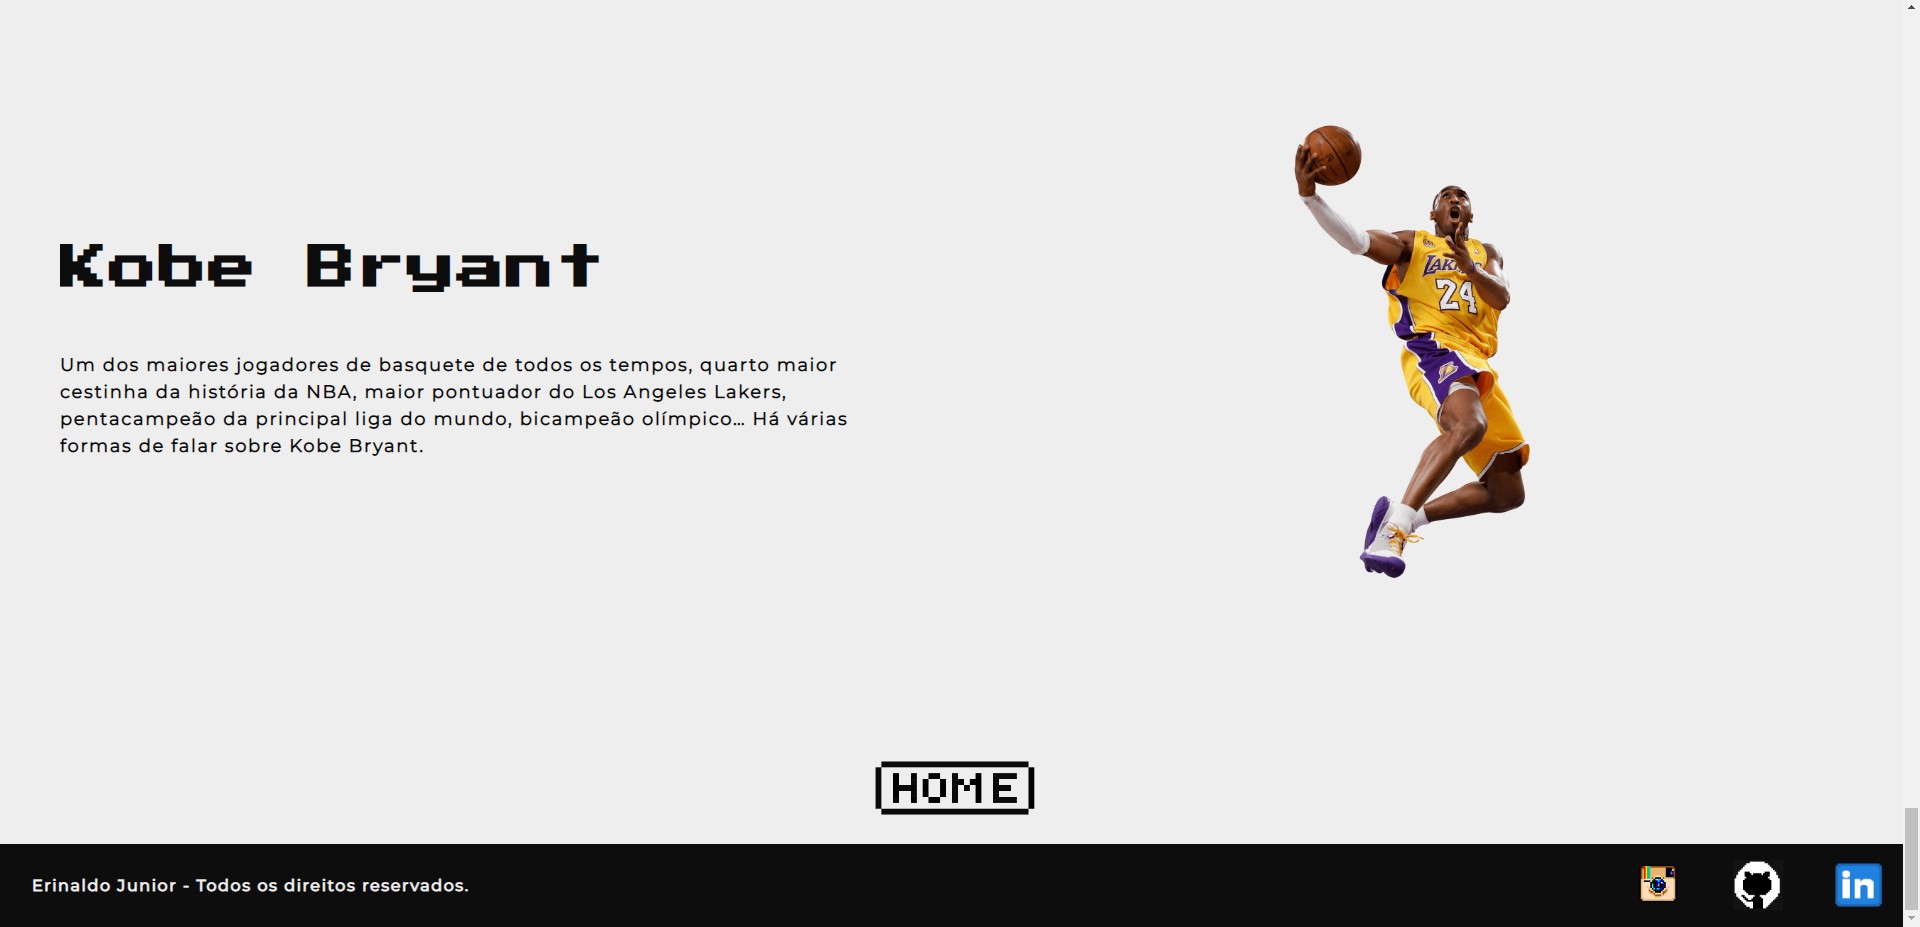 Kobe Bryant
Um dos maiores jogadores de basquete de todos os tempos, quarto maior
cestinha da história da NBA, maior pontuador do Los Angeles Lakers,
pentacampeão da principal liga do mundo, bicampeão olímpico... Há várias
formas de falar sobre Kobe Bryant.
LAKERS
24
HOME
Erinaldo Junior - Todos os direitos reservados.
in